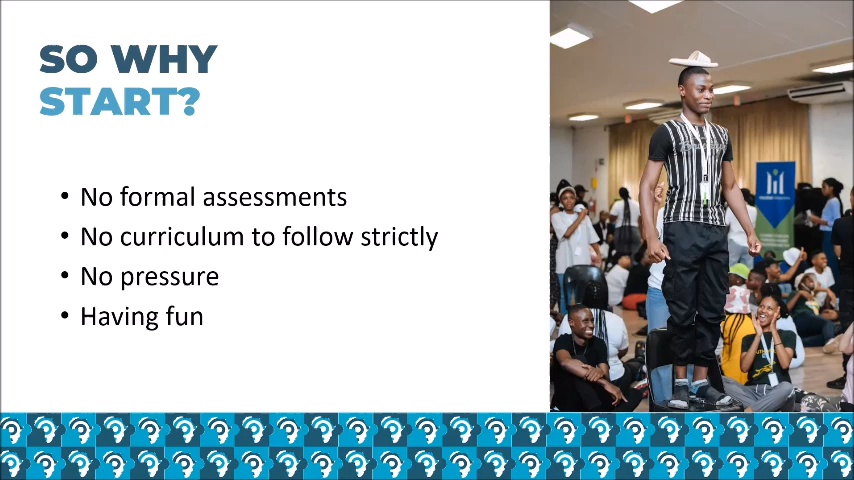 SO WHY
START?
• No formal assessments
• No curriculum to follow strictly
• No pressure
• Having fun